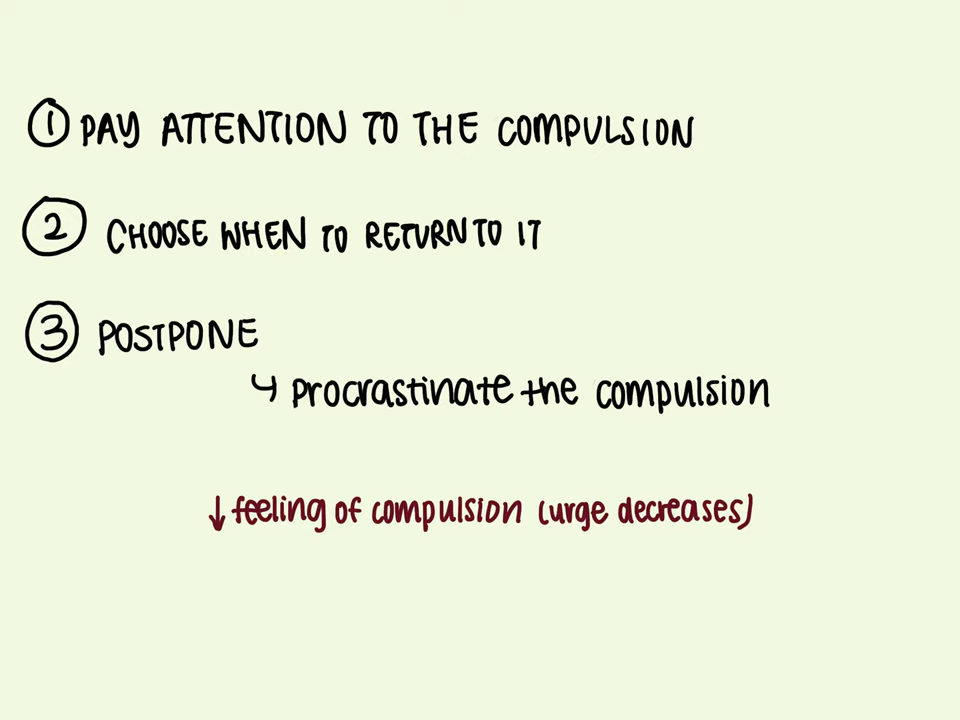 ① PAY ATTENTION TO THE COMPULSION
② CHOOSE WHEN TO RETURN TO IT
③ POSTPONE
↳ Procrastinate the compulsion
↓ feeling of compulsion (urge decreases)